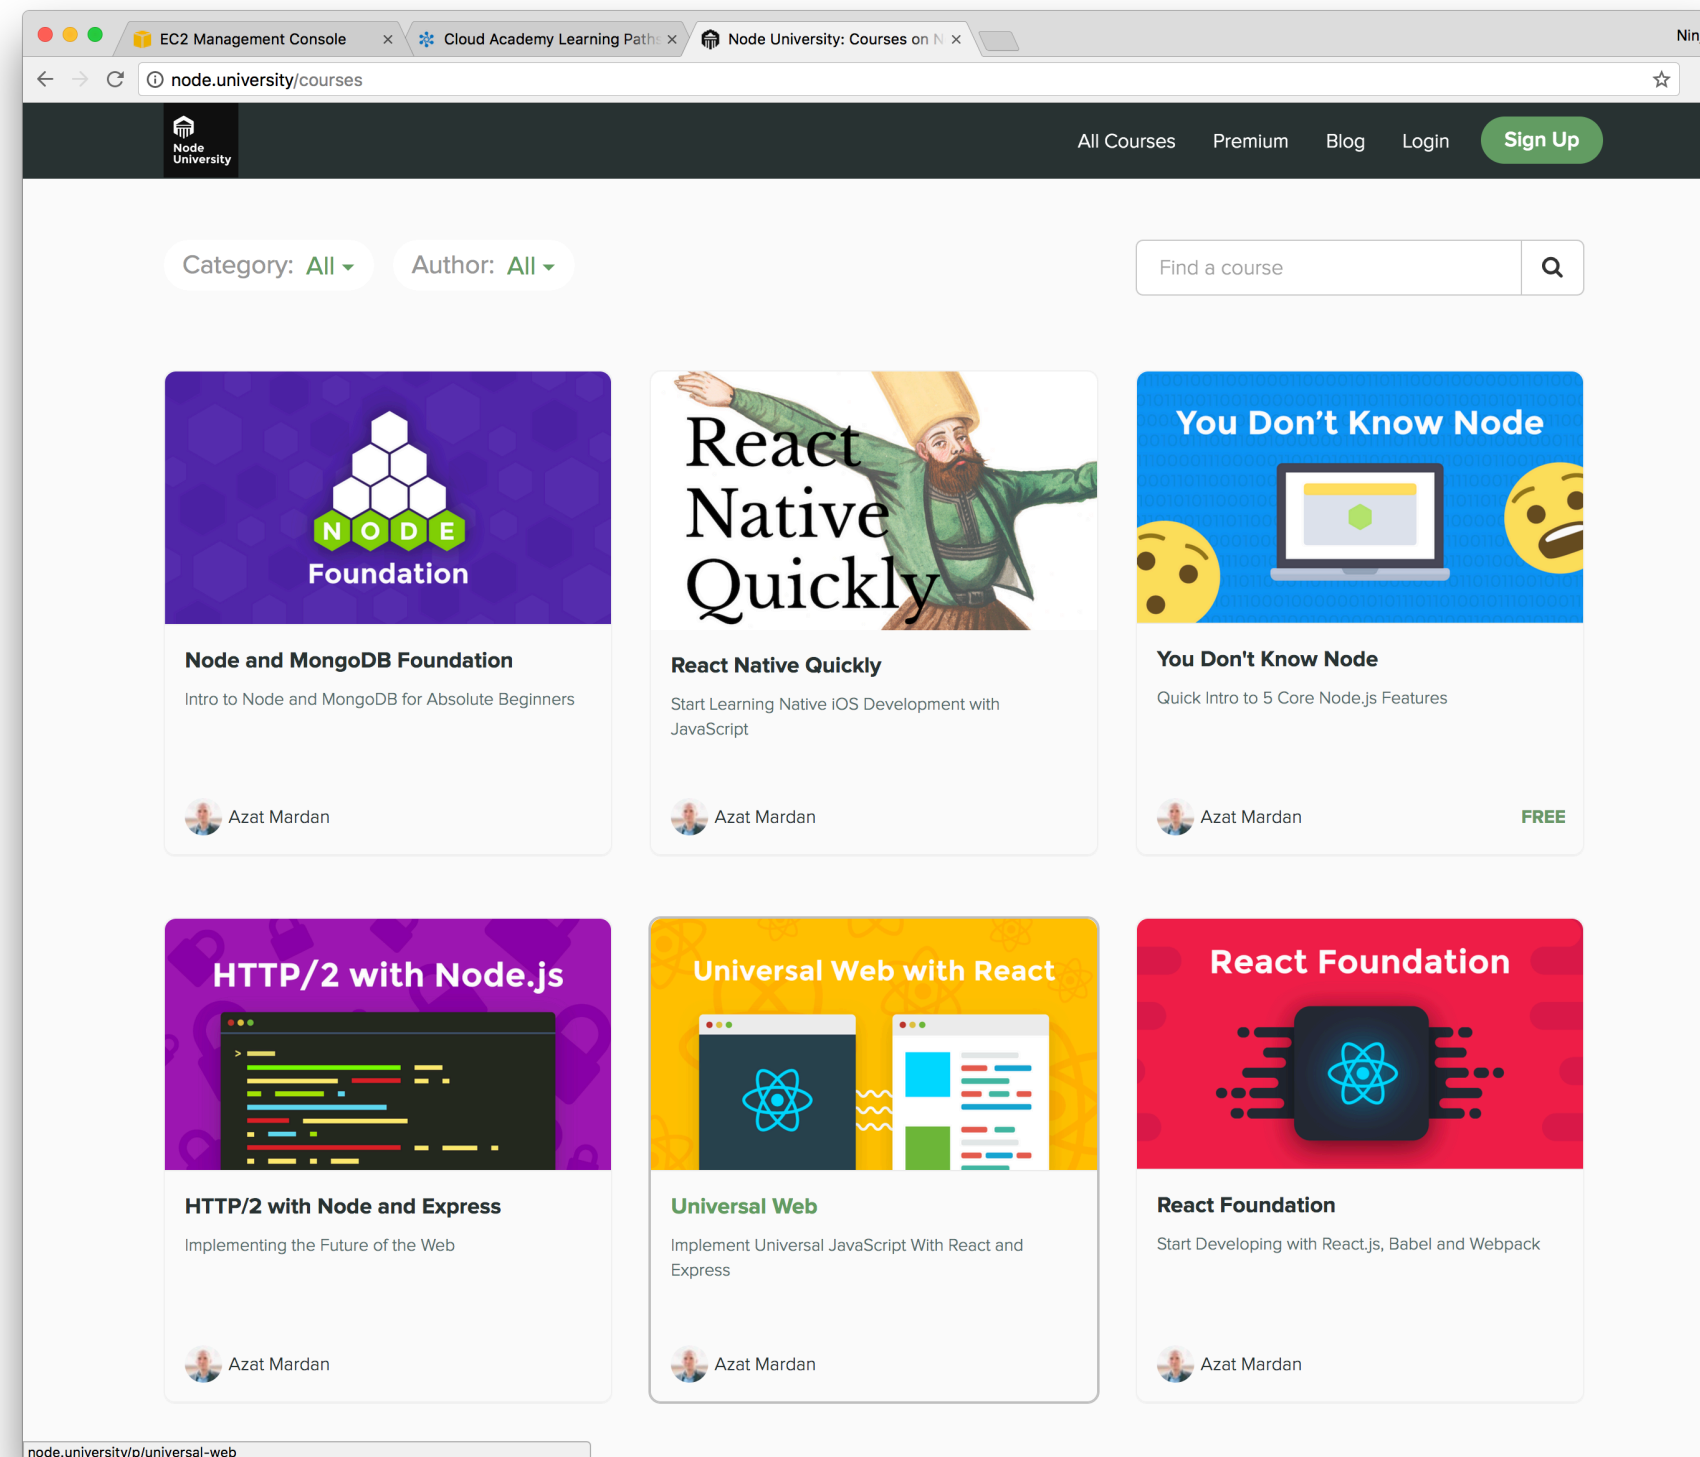 EC2 Management Console
Cloud Academy Learning Paths
Node University: Courses on N
Nin
node.university/courses
Node
University
All Courses
Premium
Blog
Login
Sign Up
Category: All
Author: All
Find a course
NODE
Foundation
Node and MongoDB Foundation
Intro to Node and MongoDB for Absolute Beginners
Azat Mardan
React
Native
Quickly
React Native Quickly
Start Learning Native iOS Development with
JavaScript
Azat Mardan
You Don't Know Node
You Don't Know Node
Quick Intro to 5 Core Node.js Features
Azat Mardan
FREE
HTTP/2 with Node.js
HTTP/2 with Node and Express
Implementing the Future of the Web
Azat Mardan
Universal Web with React
Universal Web
Implement Universal JavaScript With React and
Express
Azat Mardan
React Foundation
React Foundation
Start Developing with React.js, Babel and Webpack
Azat Mardan
node.university/p/universal-web